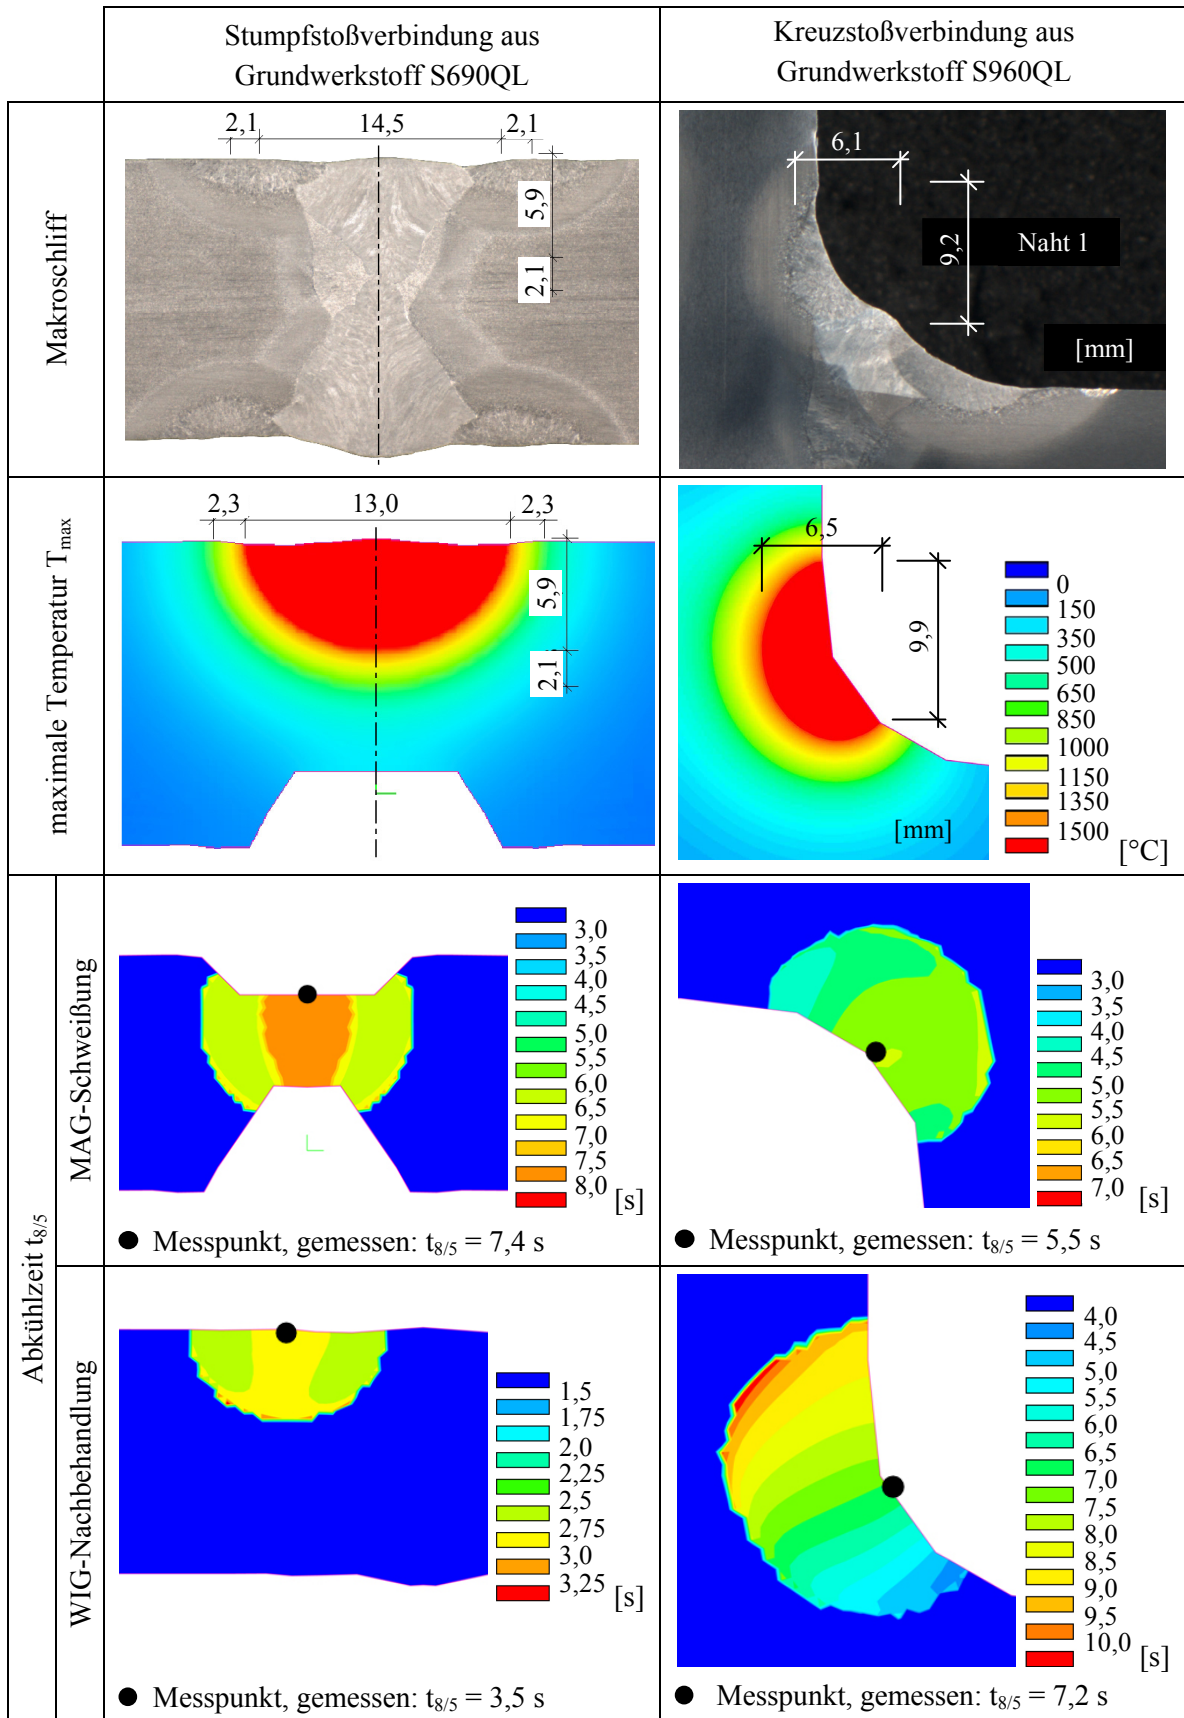 Stumpfstoßverbindung aus
Grundwerkstoff S690QL
Kreuzstoßverbindung aus
Grundwerkstoff S960QL
Makroschliff
2,1 14,5 2,1
5,9
2,1
6,1
9,2
Naht 1
[mm]
maximale Temperatur Tmax
2,3 13,0 2,3
5,9
2,1
6,5
9,9
[mm]
0
150
350
500
650
850
1000
1150
1350
1500
[°C]
Abkühlzeit t8/5
MAG-Schweißung
3,0
3,5
4,0
4,5
5,0
5,5
6,0
6,5
7,0
7,5
8,0
[s]
Messpunkt, gemessen: t8/5 = 7,4 s
3,0
3,5
4,0
4,5
5,0
5,5
6,0
6,5
7,0
[s]
Messpunkt, gemessen: t8/5 = 5,5 s
WIG-Nachbehandlung
1,5
1,75
2,0
2,25
2,5
2,75
3,0
3,25
[s]
Messpunkt, gemessen: t8/5 = 3,5 s
4,0
4,5
5,0
5,5
6,0
6,5
7,0
7,5
8,0
8,5
9,0
9,5
10,0
[s]
Messpunkt, gemessen: t8/5 = 7,2 s